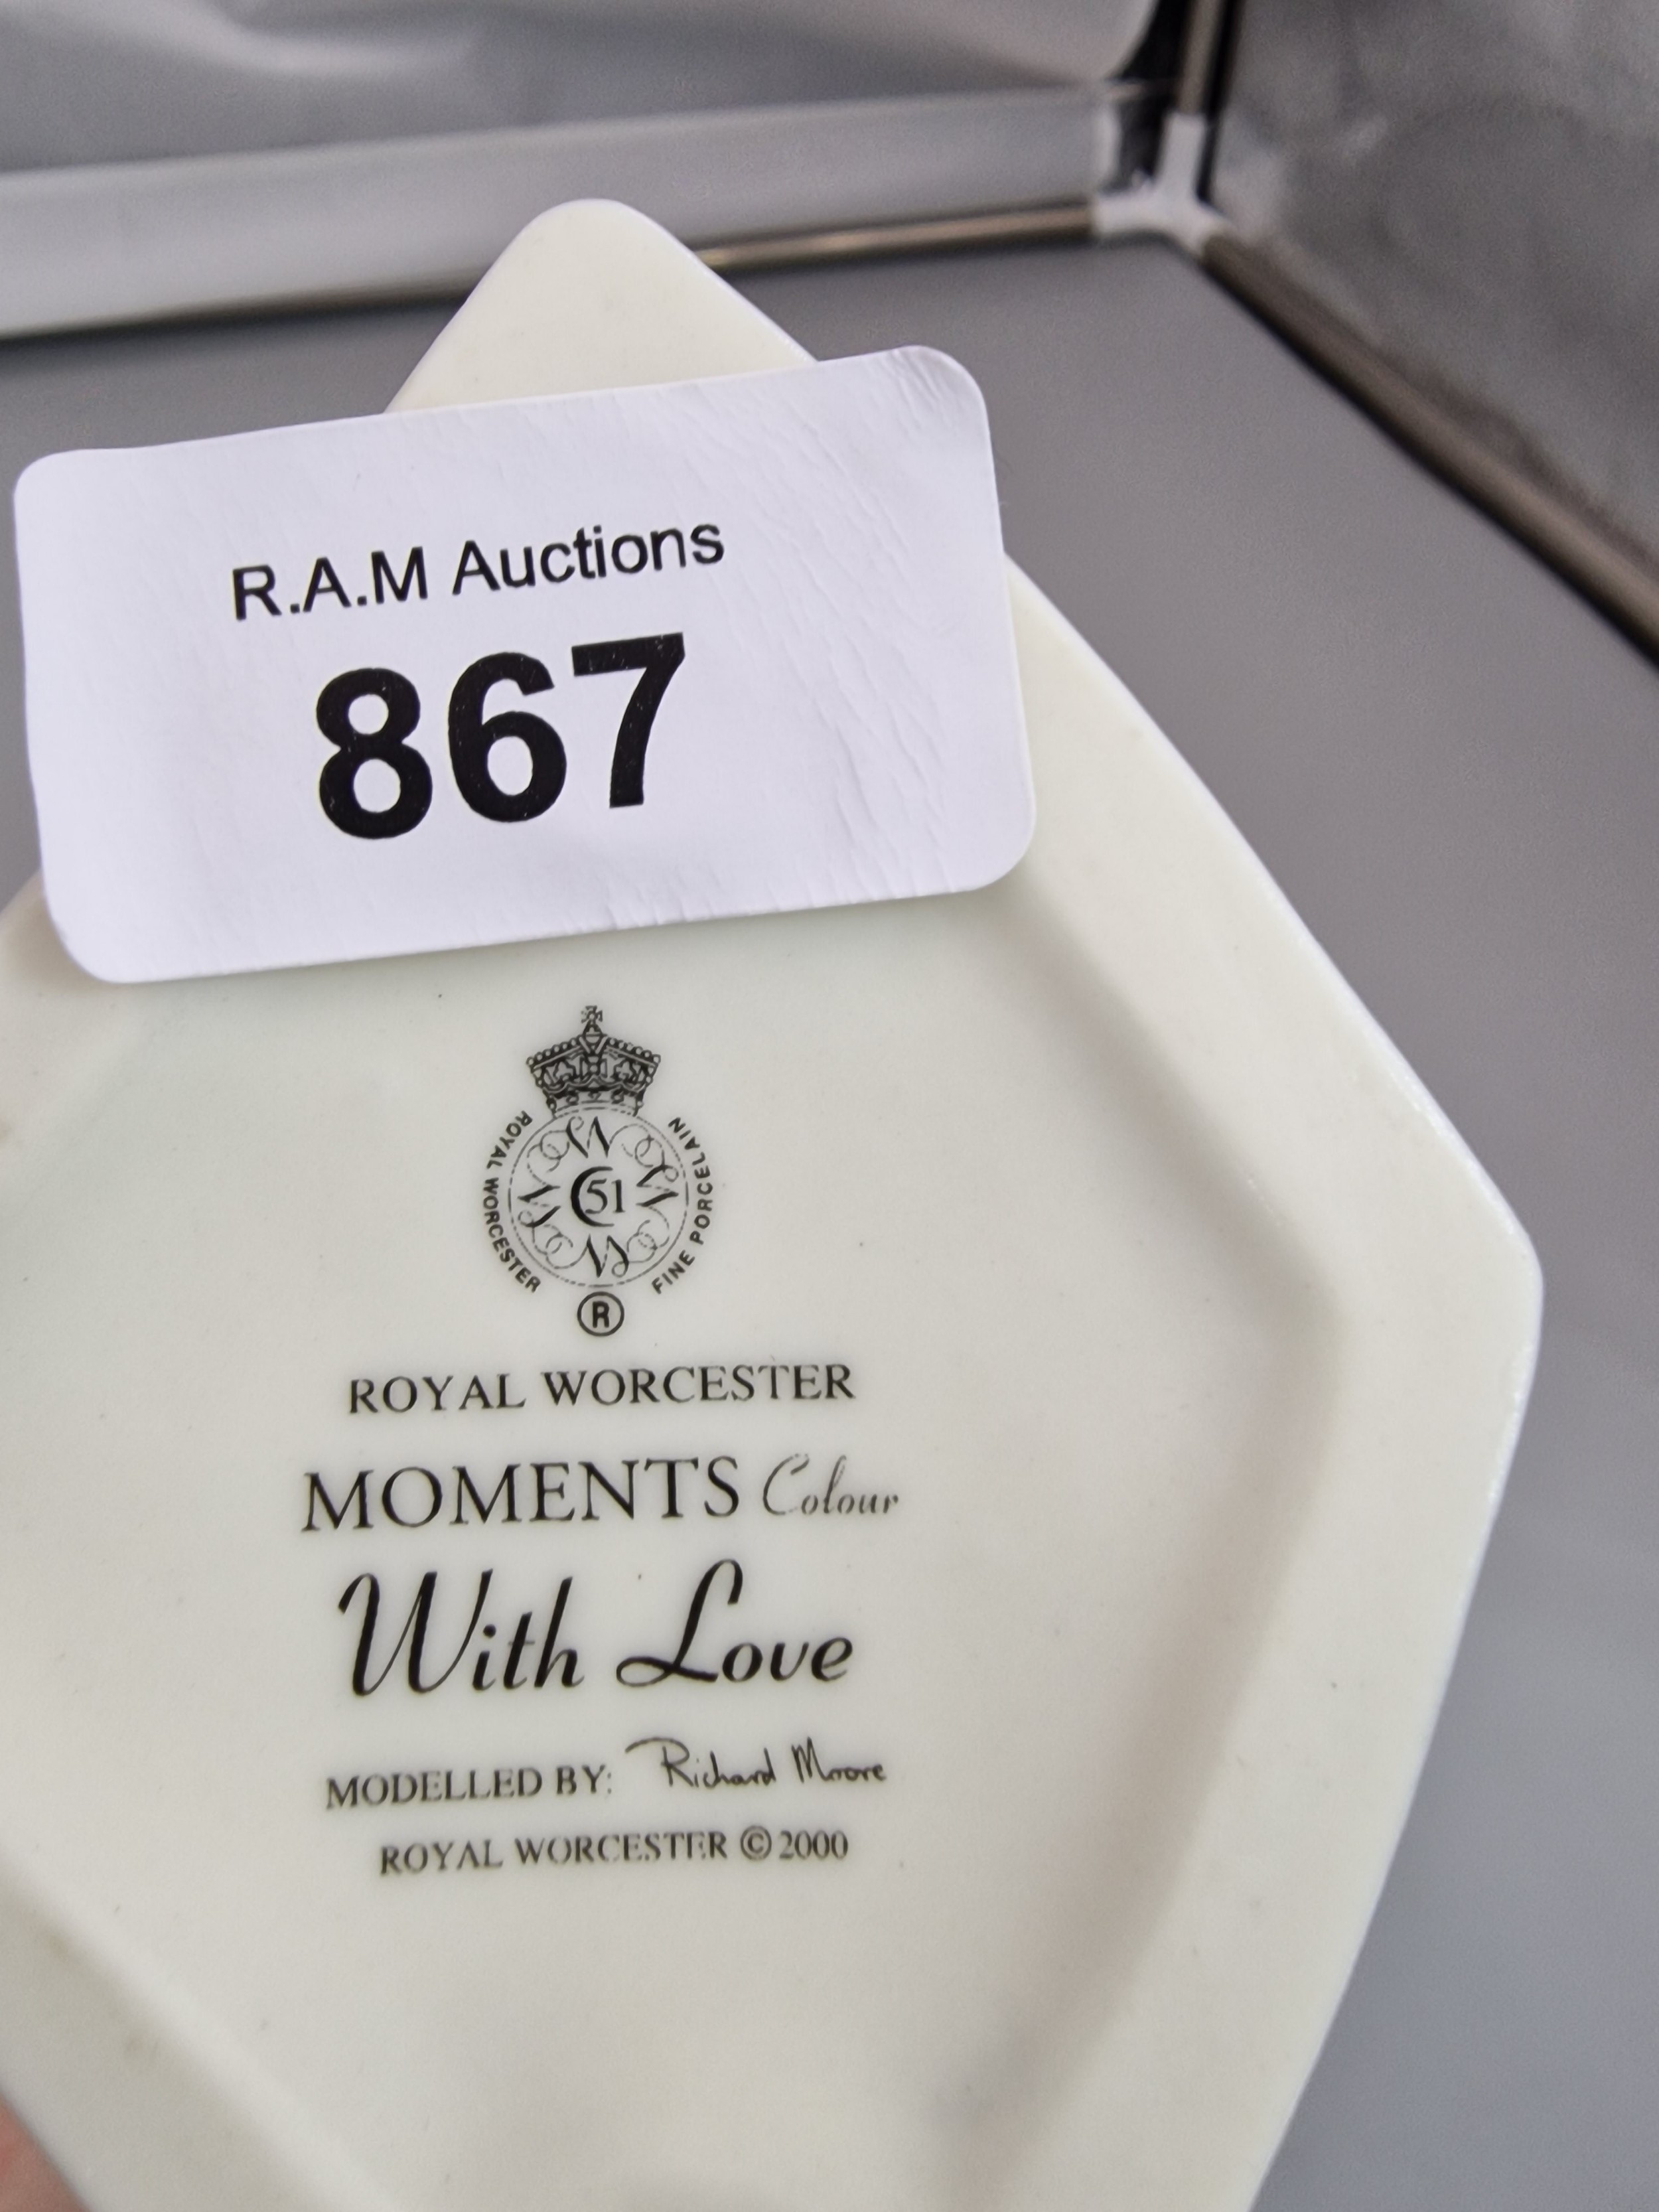 R.A.M Auctions
867
ROYAL WORCESTER
FINE PORCELAIN
51
®
ROYAL WORCESTER
MOMENTS Colour
With Love
MODELLED BY: Richard Moore
ROYAL WORCESTER © 2000